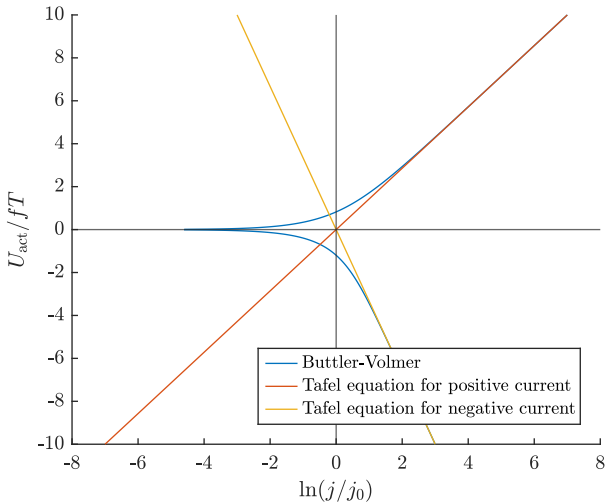 10
8
6
4
2
0
-2
-4
-6
-8
-10
U_act/fT
Buttler-Volmer
Tafel equation for positive current
Tafel equation for negative current
-8 -6 -4 -2 0 2 4 6 8
ln(j/j_0)